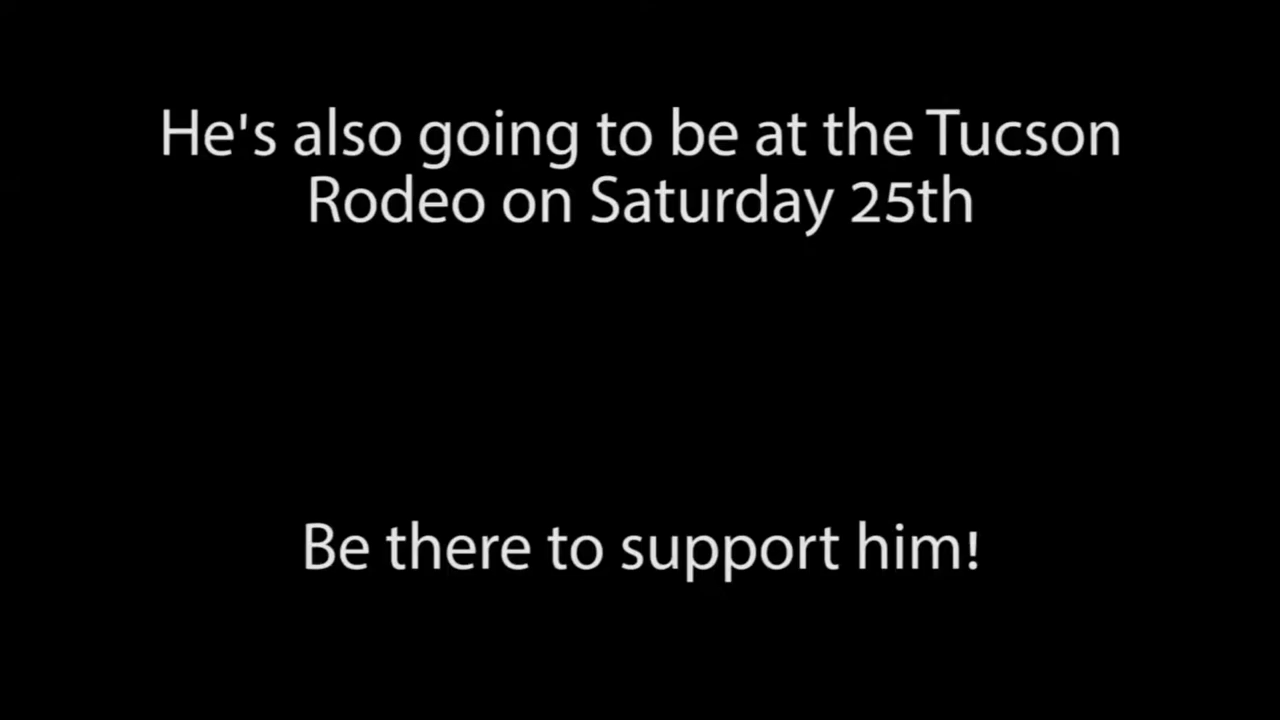 He's also going to be at the Tucson
Rodeo on Saturday 25th
Be there to support him!